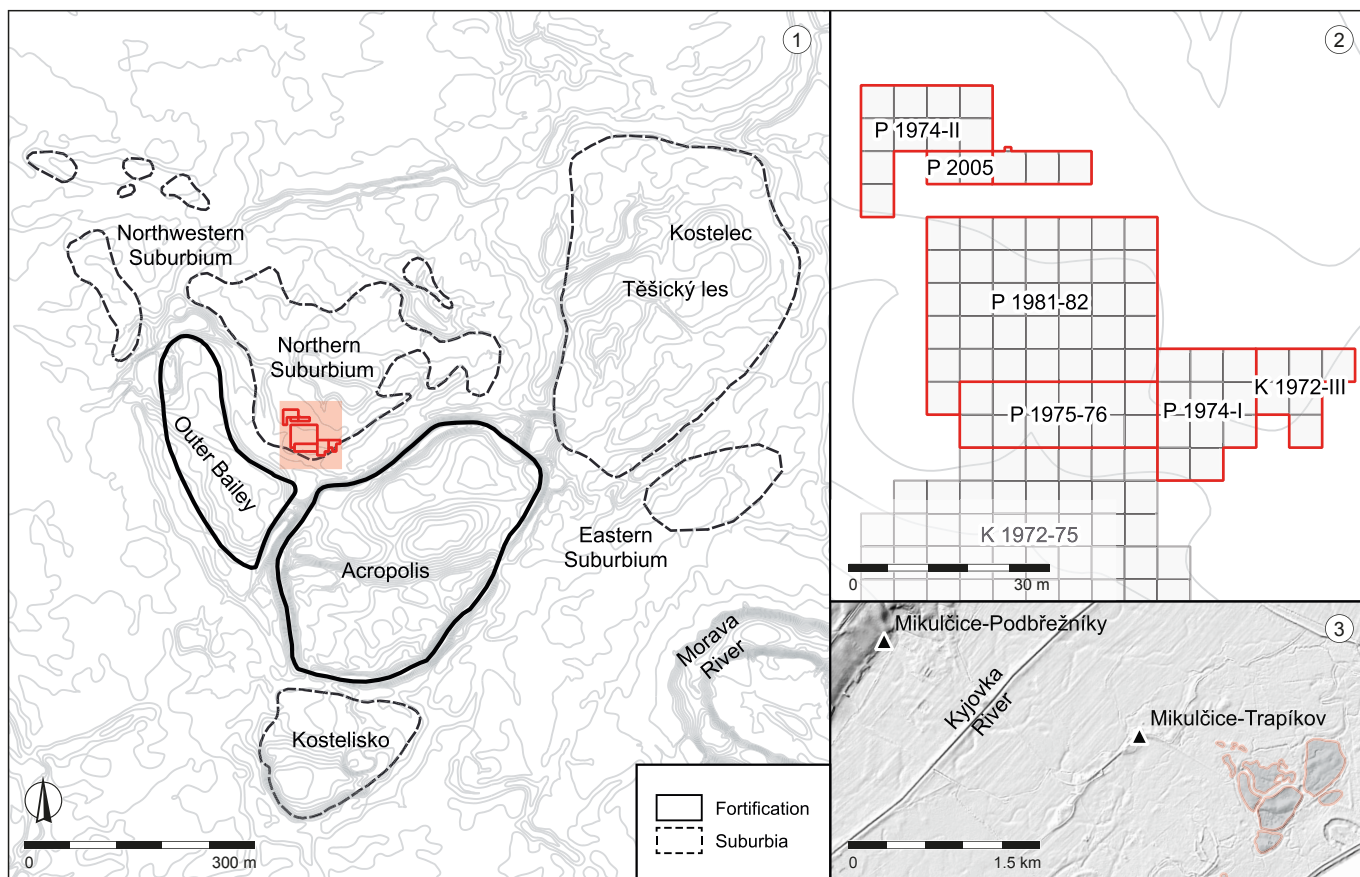 1
Northwestern
Suburbium
Kostelec
Těšický les
Northern
Suburbium
Outer Bailey
Eastern
Suburbium
Acropolis
Morava
River
Kostelisko
0
300 m
Fortification
Suburbia
2
P 1974-II
P 2005
P 1981-82
K 1972-III
P 1975-76
P 1974-I
K 1972-75
0
30 m
3
Mikulčice-Podbřežníky
Kyjovka
River
Mikulčice-Trapíkov
0
1.5 km